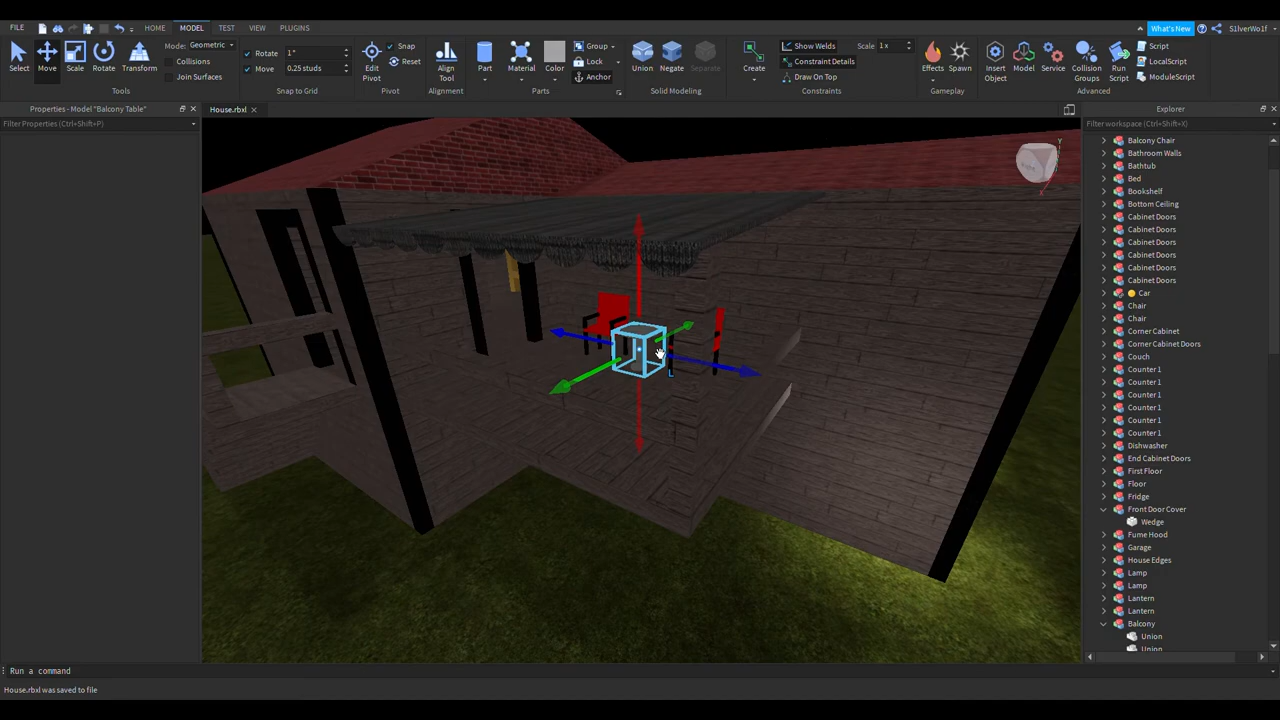 FILE HOME MODEL TEST VIEW PLUGINS What's New S1lverWo1f
Mode: Geometric Rotate 1° Snap Group Show Welds Scale 1 x Script
Collisions Move 0.25 studs Reset Lock Constraint Details LocalScript
Join Surfaces Anchor Draw On Top ModuleScript
Select Move Scale Rotate Transform Edit Pivot Align Tool Part Material Color Union Negate Separate Create Effects Spawn Insert Object Model Service Collision Groups Run Script
Tools Snap to Grid Pivot Alignment Parts Solid Modeling Constraints Gameplay Advanced
Properties - Model "Balcony Table"
House.rbxl
Explorer
Filter Properties (Ctrl+Shift+P)
Filter workspace (Ctrl+Shift+X)
Y
X
L
Balcony Chair
Bathroom Walls
Bathtub
Bed
Bookshelf
Bottom Ceiling
Cabinet Doors
Cabinet Doors
Cabinet Doors
Cabinet Doors
Cabinet Doors
Cabinet Doors
Car
Chair
Chair
Corner Cabinet
Corner Cabinet Doors
Couch
Counter 1
Counter 1
Counter 1
Counter 1
Counter 1
Counter 1
Dishwasher
End Cabinet Doors
First Floor
Floor
Fridge
Front Door Cover
Wedge
Fume Hood
Garage
House Edges
Lamp
Lamp
Lantern
Lantern
Balcony
Union
Union
Run a command
House.rbxl was saved to file